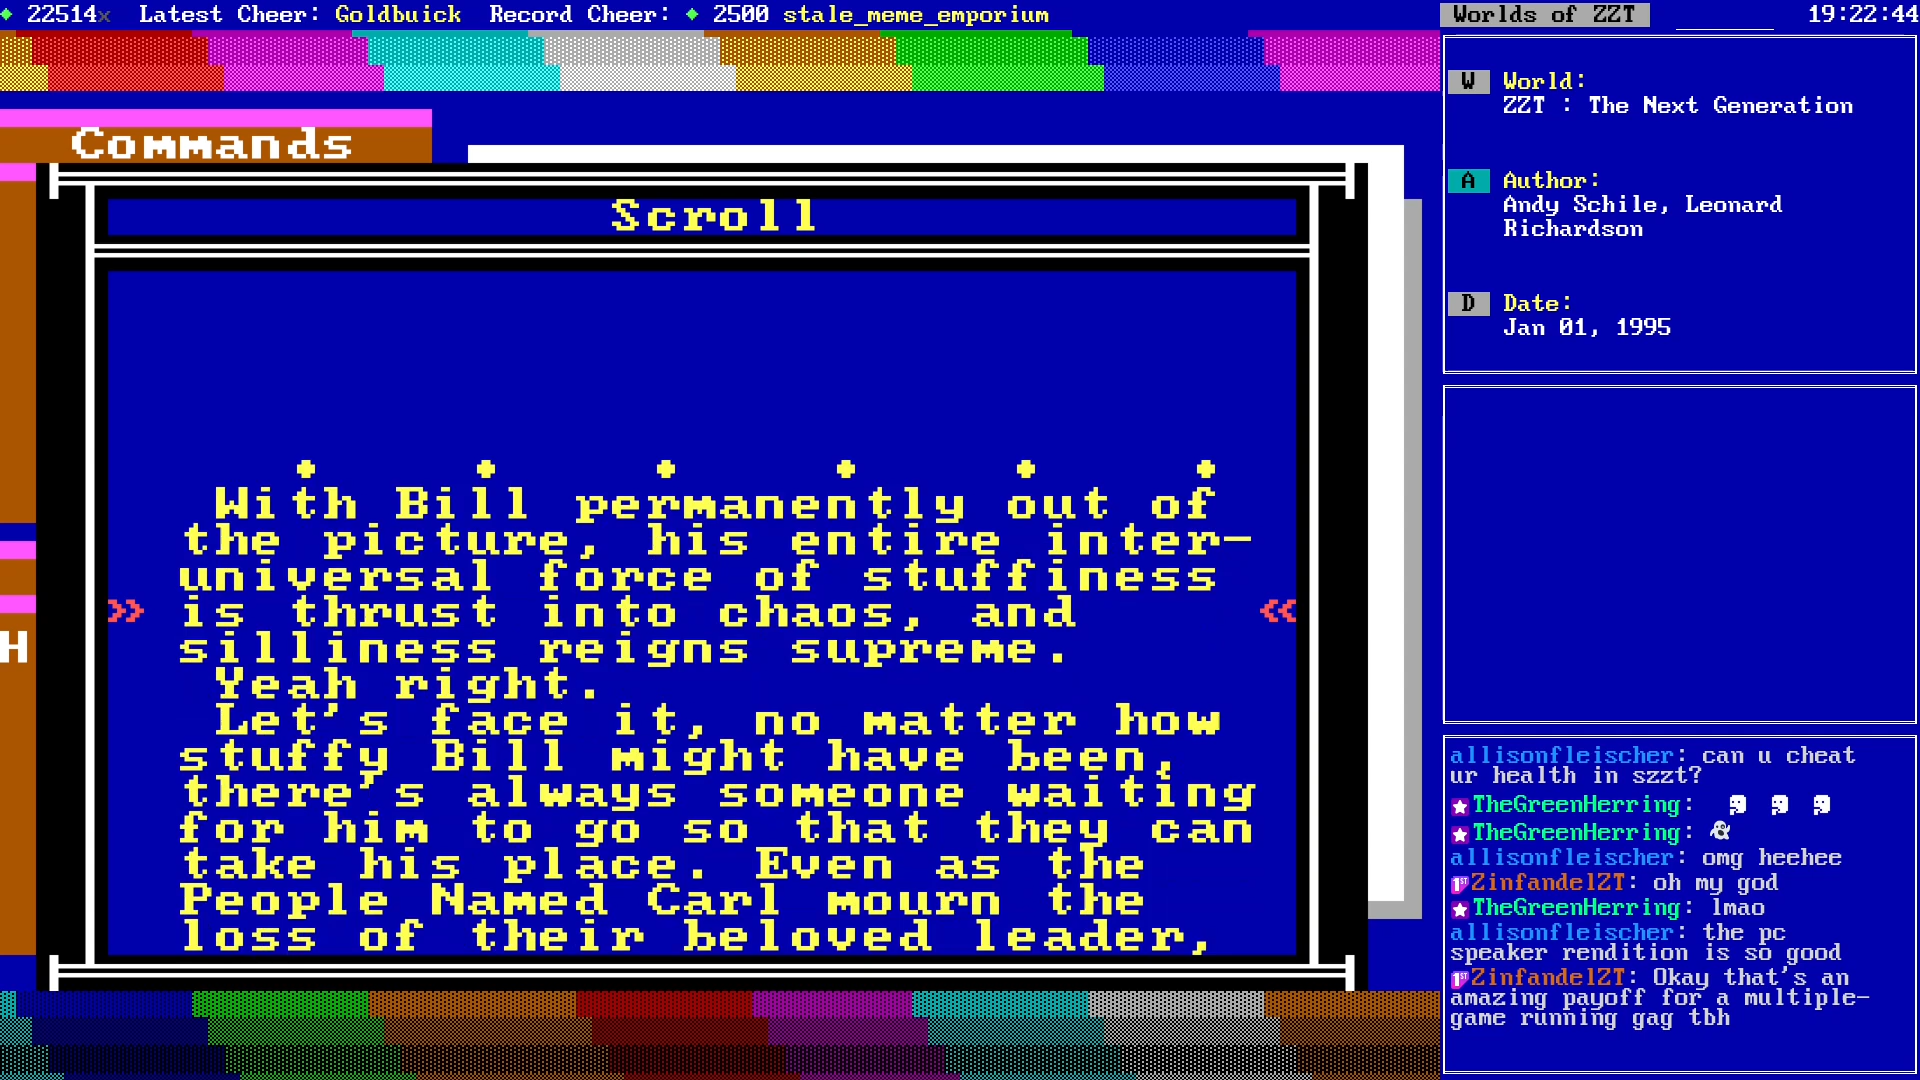 22514x Latest Cheer: Goldbuick Record Cheer: ♦ 2500 stale_meme_emporium
Worlds of ZZT
19:22:44
Commands
Scroll
With Bill permanently out of
the picture, his entire inter-
universal force of stuffiness
» is thrust into chaos, and «
silliness reigns supreme.
Yeah right.
Let's face it, no matter how
stuffy Bill might have been,
there's always someone waiting
for him to go so that they can
take his place. Even as the
People Named Carl mourn the
loss of their beloved leader,
H
W World:
ZZT : The Next Generation
A Author:
Andy Schile, Leonard
Richardson
D Date:
Jan 01, 1995
allisonfleischer: can u cheat
ur health in szzt?
TheGreenHerring:
TheGreenHerring:
allisonfleischer: omg heehee
1ST ZinfandelZT: oh my god
TheGreenHerring: lmao
allisonfleischer: the pc
speaker rendition is so good
1ST ZinfandelZT: Okay that's an
amazing payoff for a multiple-
game running gag tbh